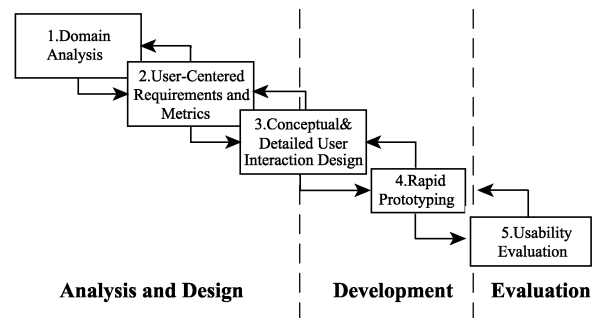 1.Domain
Analysis
2.User-Centered
Requirements and
Metrics
3.Conceptual&
Detailed User
Interaction Design
4.Rapid
Prototyping
5.Usability
Evaluation
Analysis and Design
Development
Evaluation